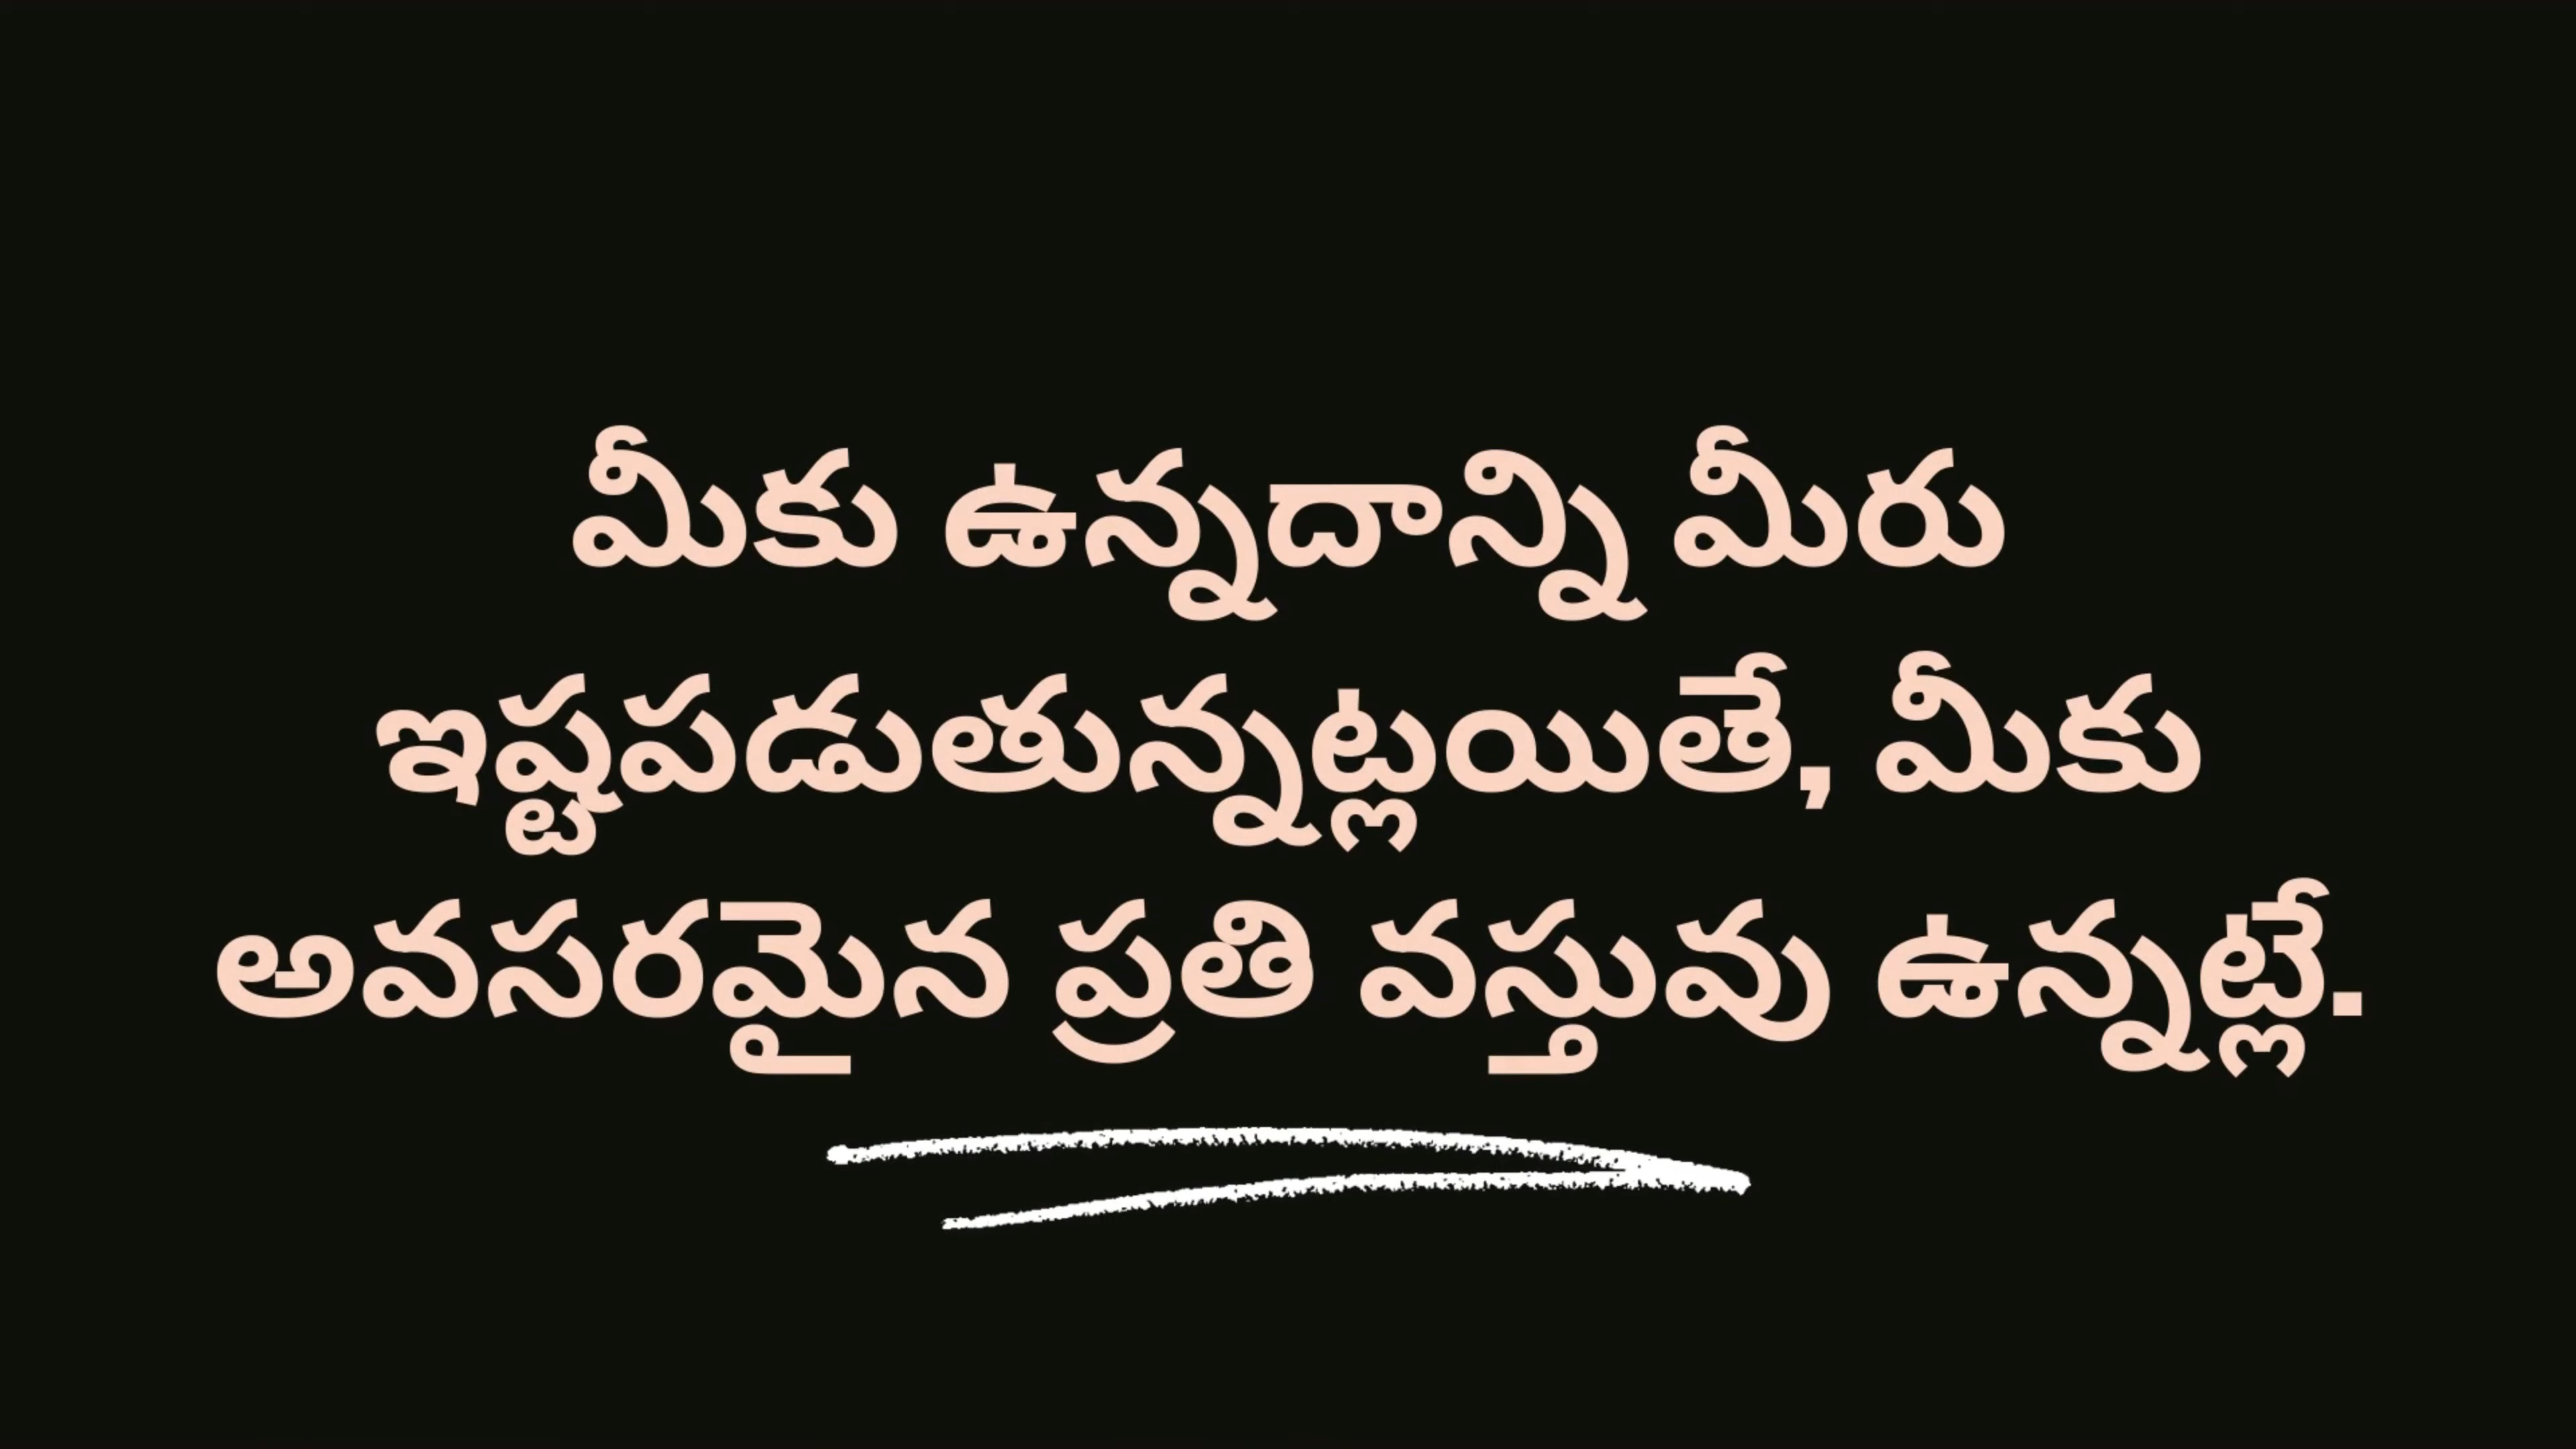 మీకు ఉన్నదాన్ని మీరు
ఇష్టపడుతున్నట్లయితే, మీకు
అవసరమైన ప్రతి వస్తువు ఉన్నట్లే.